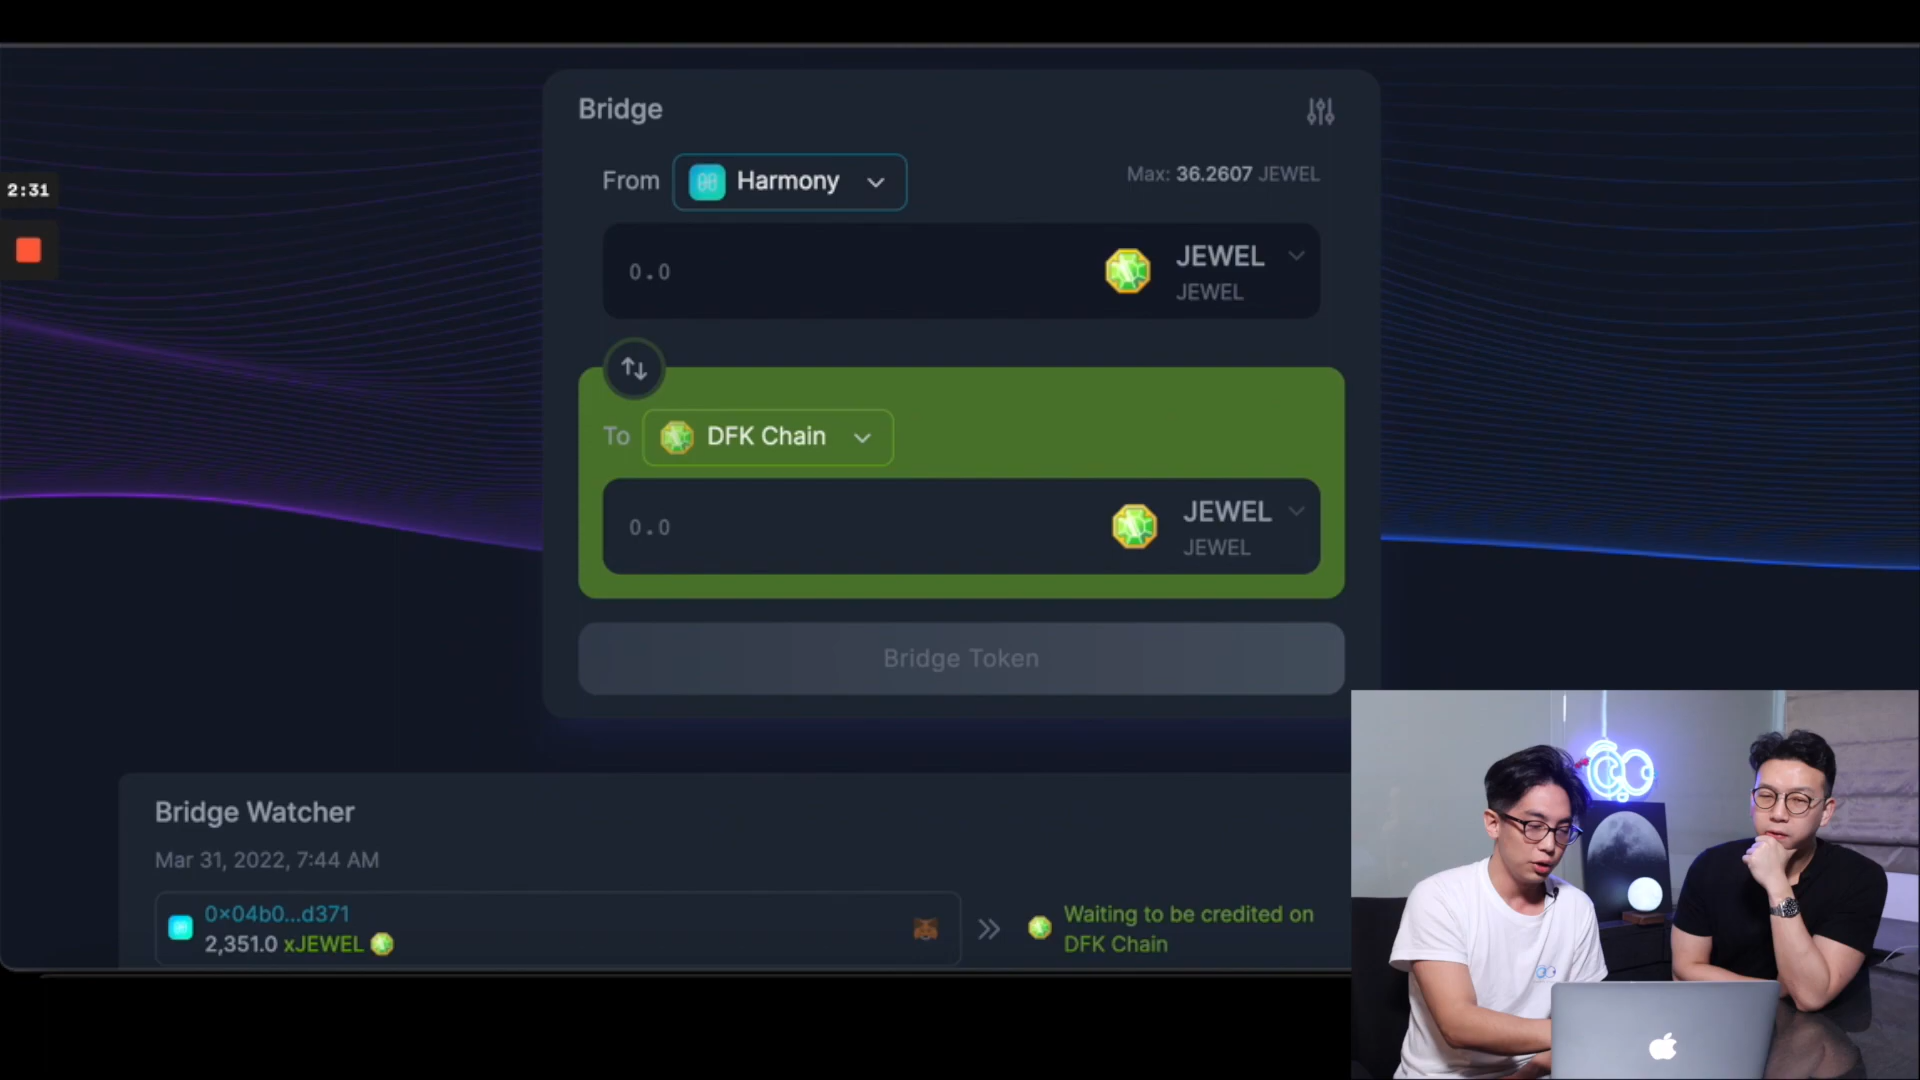 Bridge
From Harmony
Max: 36.2607 JEWEL
2:31
0.0
JEWEL
JEWEL
To DFK Chain
0.0
JEWEL
JEWEL
Bridge Token
Bridge Watcher
Mar 31, 2022, 7:44 AM
0x04b0...d371
2,351.0 xJEWEL
Waiting to be credited on
DFK Chain